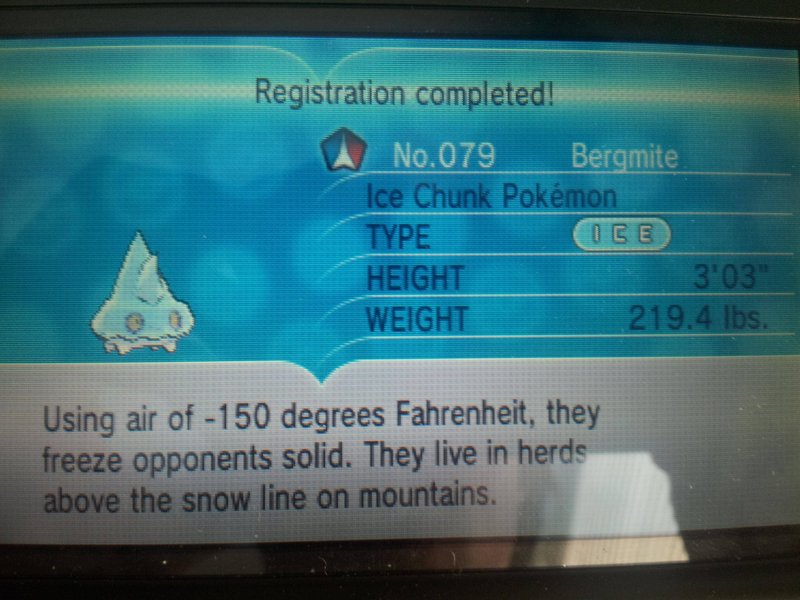 Registration completed!
No.079 Bergmite
Ice Chunk Pokémon
TYPE ICE
HEIGHT 3'03"
WEIGHT 219.4 lbs.
Using air of -150 degrees Fahrenheit, they
freeze opponents solid. They live in herds
above the snow line on mountains.